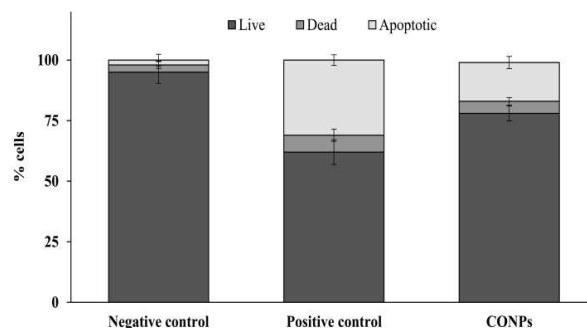 Live Dead Apoptotic
100
75
50
25
0
% cells
Negative control Positive control CONPs